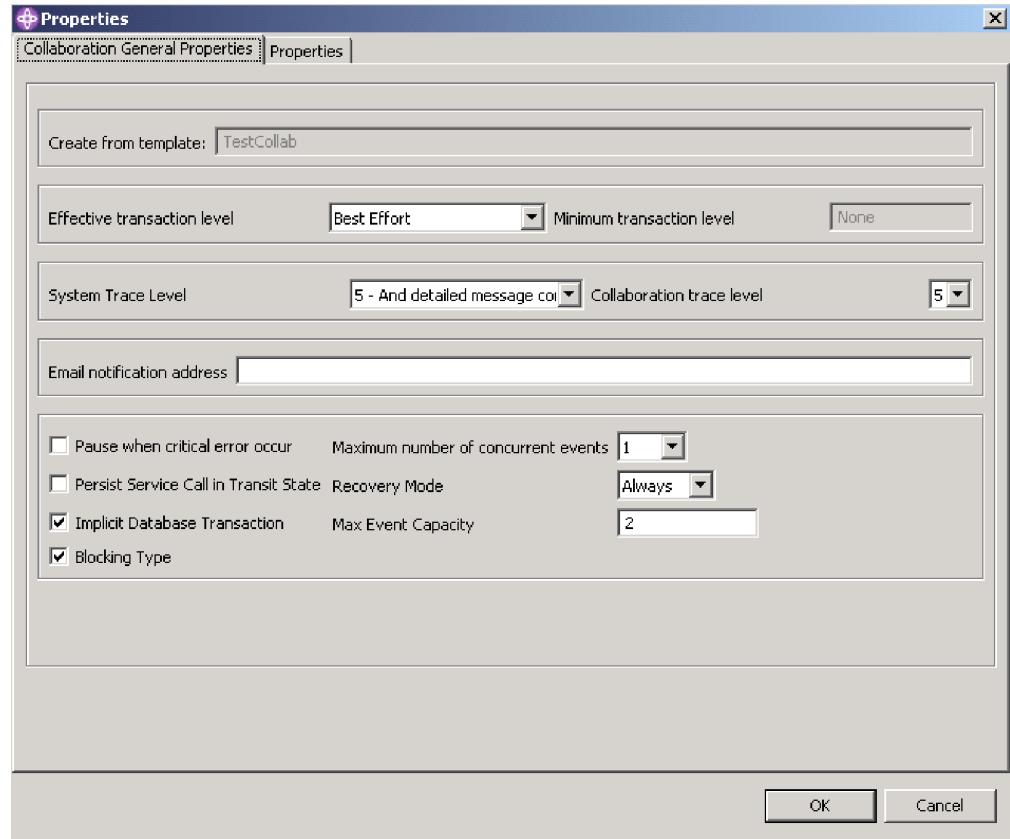 Properties
Collaboration General Properties Properties
Create from template: TestCollab
Effective transaction level Best Effort Minimum transaction level None
System Trace Level 5 - And detailed message co Collaboration trace level 5
Email notification address
Pause when critical error occur Maximum number of concurrent events 1
Persist Service Call in Transit State Recovery Mode Always
Implicit Database Transaction Max Event Capacity 2
Blocking Type
OK Cancel